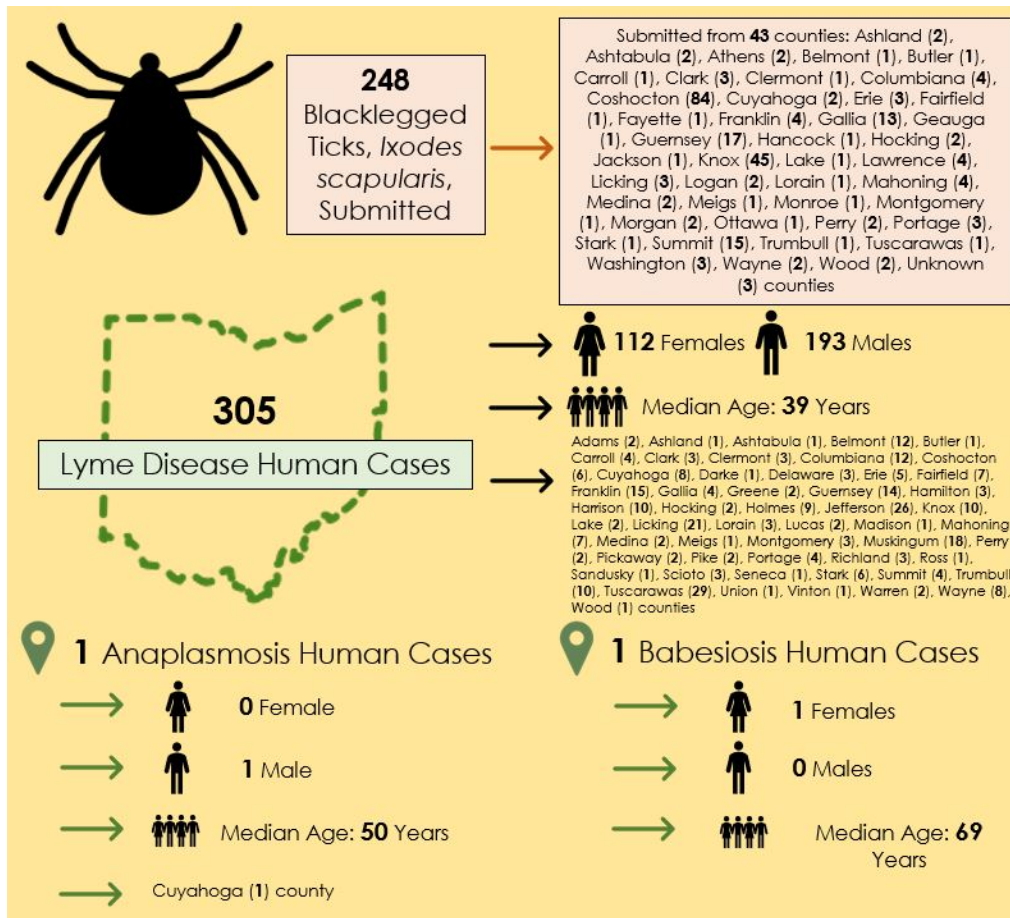 248
Blacklegged
Ticks, Ixodes
scapularis,
Submitted
Submitted from 43 counties: Ashland (2),
Ashtabula (2), Athens (2), Belmont (1), Butler (1),
Carroll (1), Clark (3), Clermont (1), Columbiana (4),
Coshocton (84), Cuyahoga (2), Erie (3), Fairfield
(1), Fayette (1), Franklin (4), Gallia (13), Geauga
(1), Guernsey (17), Hancock (1), Hocking (2),
Jackson (1), Knox (45), Lake (1), Lawrence (4),
Licking (3), Logan (2), Lorain (1), Mahoning (4),
Medina (2), Meigs (1), Monroe (1), Montgomery
(1), Morgan (2), Ottawa (1), Perry (2), Portage (3),
Stark (1), Summit (15), Trumbull (1), Tuscarawas (1),
Washington (3), Wayne (2), Wood (2), Unknown
(3) counties
305
Lyme Disease Human Cases
112 Females 193 Males
Median Age: 39 Years
Adams (2), Ashland (1), Ashtabula (1), Belmont (12), Butler (1),
Carroll (4), Clark (3), Clermont (3), Columbiana (12), Coshocton
(6), Cuyahoga (8), Darke (1), Delaware (3), Erie (5), Fairfield (7),
Franklin (15), Gallia (4), Greene (2), Guernsey (14), Hamilton (3),
Harrison (10), Hocking (2), Holmes (9), Jefferson (26), Knox (10),
Lake (2), Licking (21), Lorain (3), Lucas (2), Madison (1), Mahoning
(7), Medina (2), Meigs (1), Montgomery (3), Muskingum (18), Perry
(2), Pickaway (2), Pike (2), Portage (4), Richland (3), Ross (1),
Sandusky (1), Scioto (3), Seneca (1), Stark (6), Summit (4), Trumbull
(10), Tuscarawas (29), Union (1), Vinton (1), Warren (2), Wayne (8),
Wood (1) counties
1 Anaplasmosis Human Cases
0 Female
1 Male
Median Age: 50 Years
Cuyahoga (1) county
1 Babesiosis Human Cases
1 Females
0 Males
Median Age: 69
Years